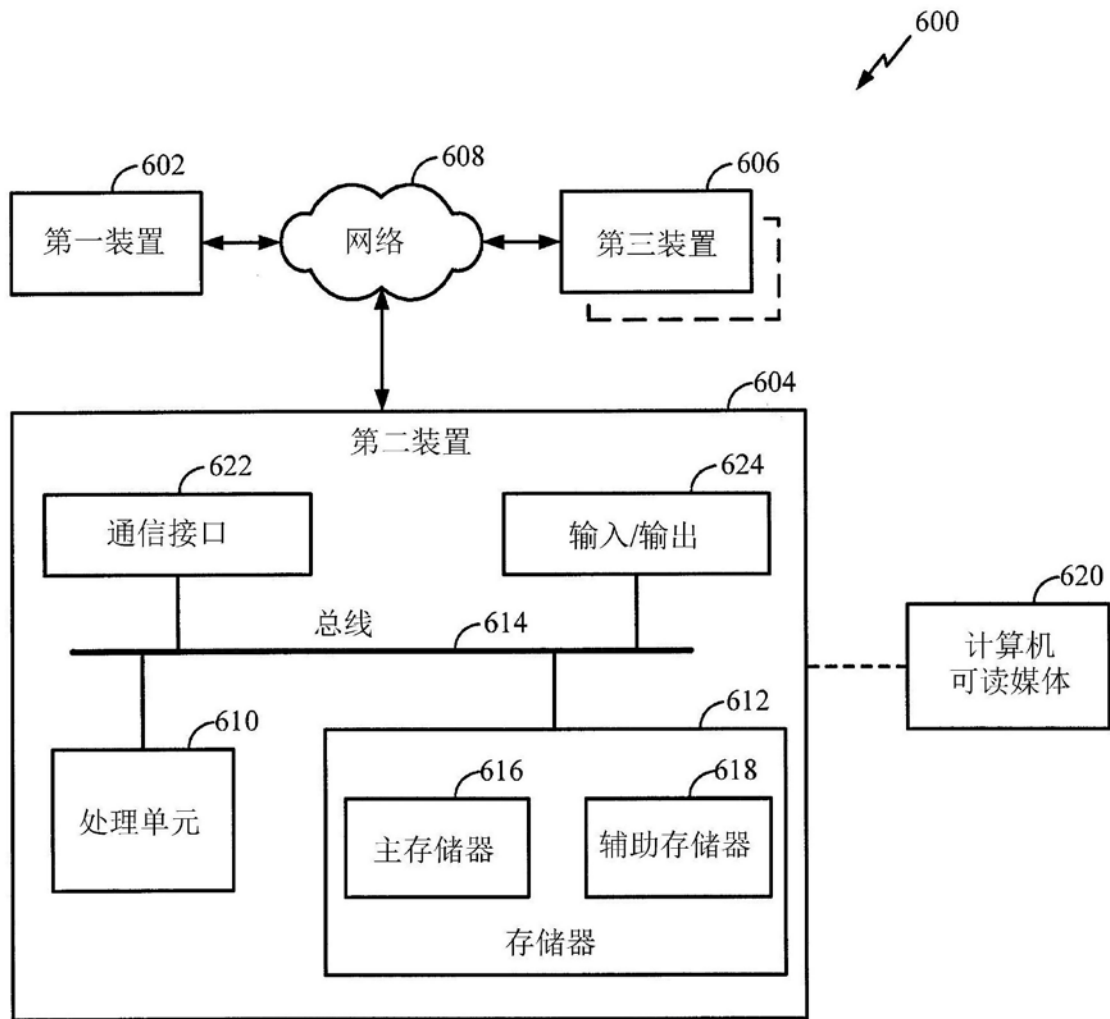 600
602
608
606
第一装置
网络
第三装置
604
第二装置
622
624
通信接口
输入/输出
总线
614
620
计算机
可读媒体
610
612
处理单元
616
618
主存储器
辅助存储器
存储器